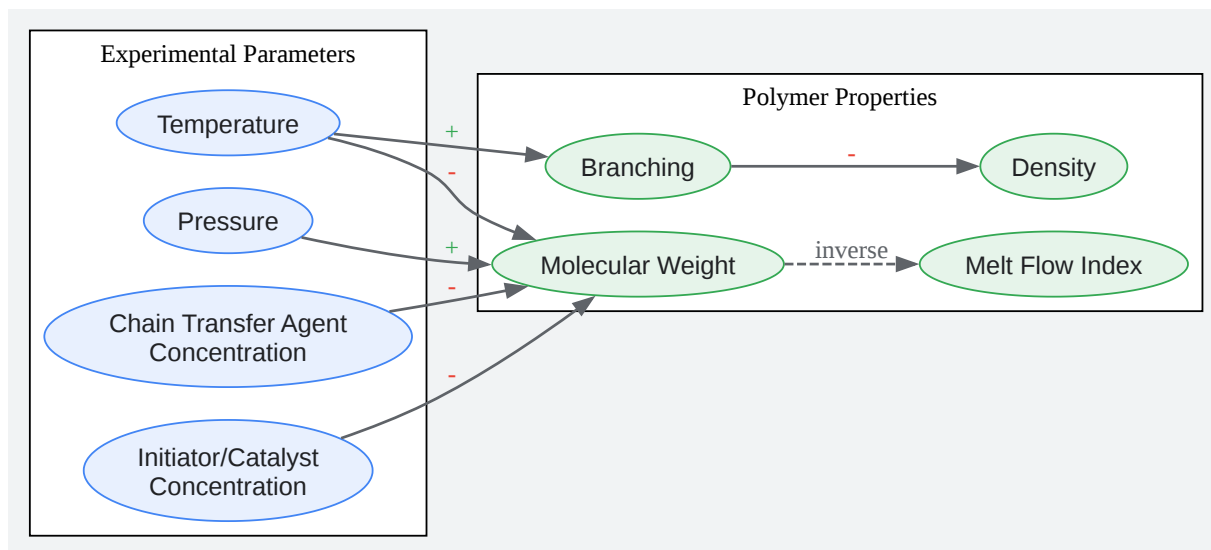 Experimental Parameters
Temperature
Pressure
Chain Transfer Agent
Concentration
Initiator/Catalyst
Concentration
+
-
+
-
-
Polymer Properties
Branching
-
Density
Molecular Weight
inverse
Melt Flow Index